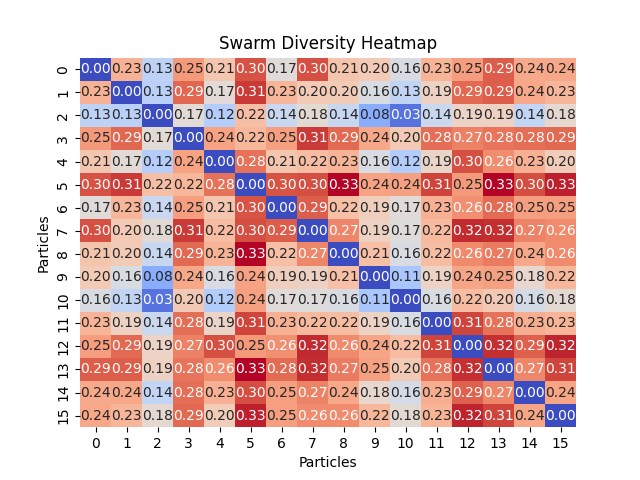 Swarm Diversity Heatmap
Particles
0 0.00 0.23 0.13 0.25 0.21 0.30 0.17 0.30 0.21 0.20 0.16 0.23 0.25 0.29 0.24 0.24
1 0.23 0.00 0.13 0.29 0.17 0.31 0.23 0.20 0.20 0.16 0.13 0.19 0.29 0.29 0.24 0.23
2 0.13 0.13 0.00 0.17 0.12 0.22 0.14 0.18 0.14 0.08 0.03 0.14 0.19 0.19 0.14 0.18
3 0.25 0.29 0.17 0.00 0.24 0.22 0.25 0.31 0.29 0.24 0.20 0.28 0.27 0.28 0.28 0.29
4 0.21 0.17 0.12 0.24 0.00 0.28 0.21 0.22 0.23 0.16 0.12 0.19 0.30 0.26 0.23 0.20
5 0.30 0.31 0.22 0.22 0.28 0.00 0.30 0.30 0.33 0.24 0.24 0.31 0.25 0.33 0.30 0.33
6 0.17 0.23 0.14 0.25 0.21 0.30 0.00 0.29 0.22 0.19 0.17 0.23 0.26 0.28 0.25 0.25
7 0.30 0.20 0.18 0.31 0.22 0.30 0.29 0.00 0.27 0.19 0.17 0.22 0.32 0.32 0.27 0.26
8 0.21 0.20 0.14 0.29 0.23 0.33 0.22 0.27 0.00 0.21 0.16 0.22 0.26 0.27 0.24 0.26
9 0.20 0.16 0.08 0.24 0.16 0.24 0.19 0.19 0.21 0.00 0.11 0.19 0.24 0.25 0.18 0.22
10 0.16 0.13 0.03 0.20 0.12 0.24 0.17 0.17 0.16 0.11 0.00 0.16 0.22 0.20 0.16 0.18
11 0.23 0.19 0.14 0.28 0.19 0.31 0.23 0.22 0.22 0.19 0.16 0.00 0.31 0.28 0.23 0.23
12 0.25 0.29 0.19 0.27 0.30 0.25 0.26 0.32 0.26 0.24 0.22 0.31 0.00 0.32 0.29 0.32
13 0.29 0.29 0.19 0.28 0.26 0.33 0.28 0.32 0.27 0.25 0.20 0.28 0.32 0.00 0.27 0.31
14 0.24 0.24 0.14 0.28 0.23 0.30 0.25 0.27 0.24 0.18 0.16 0.23 0.29 0.27 0.00 0.24
15 0.24 0.23 0.18 0.29 0.20 0.33 0.25 0.26 0.26 0.22 0.18 0.23 0.32 0.31 0.24 0.00
0 1 2 3 4 5 6 7 8 9 10 11 12 13 14 15
Particles